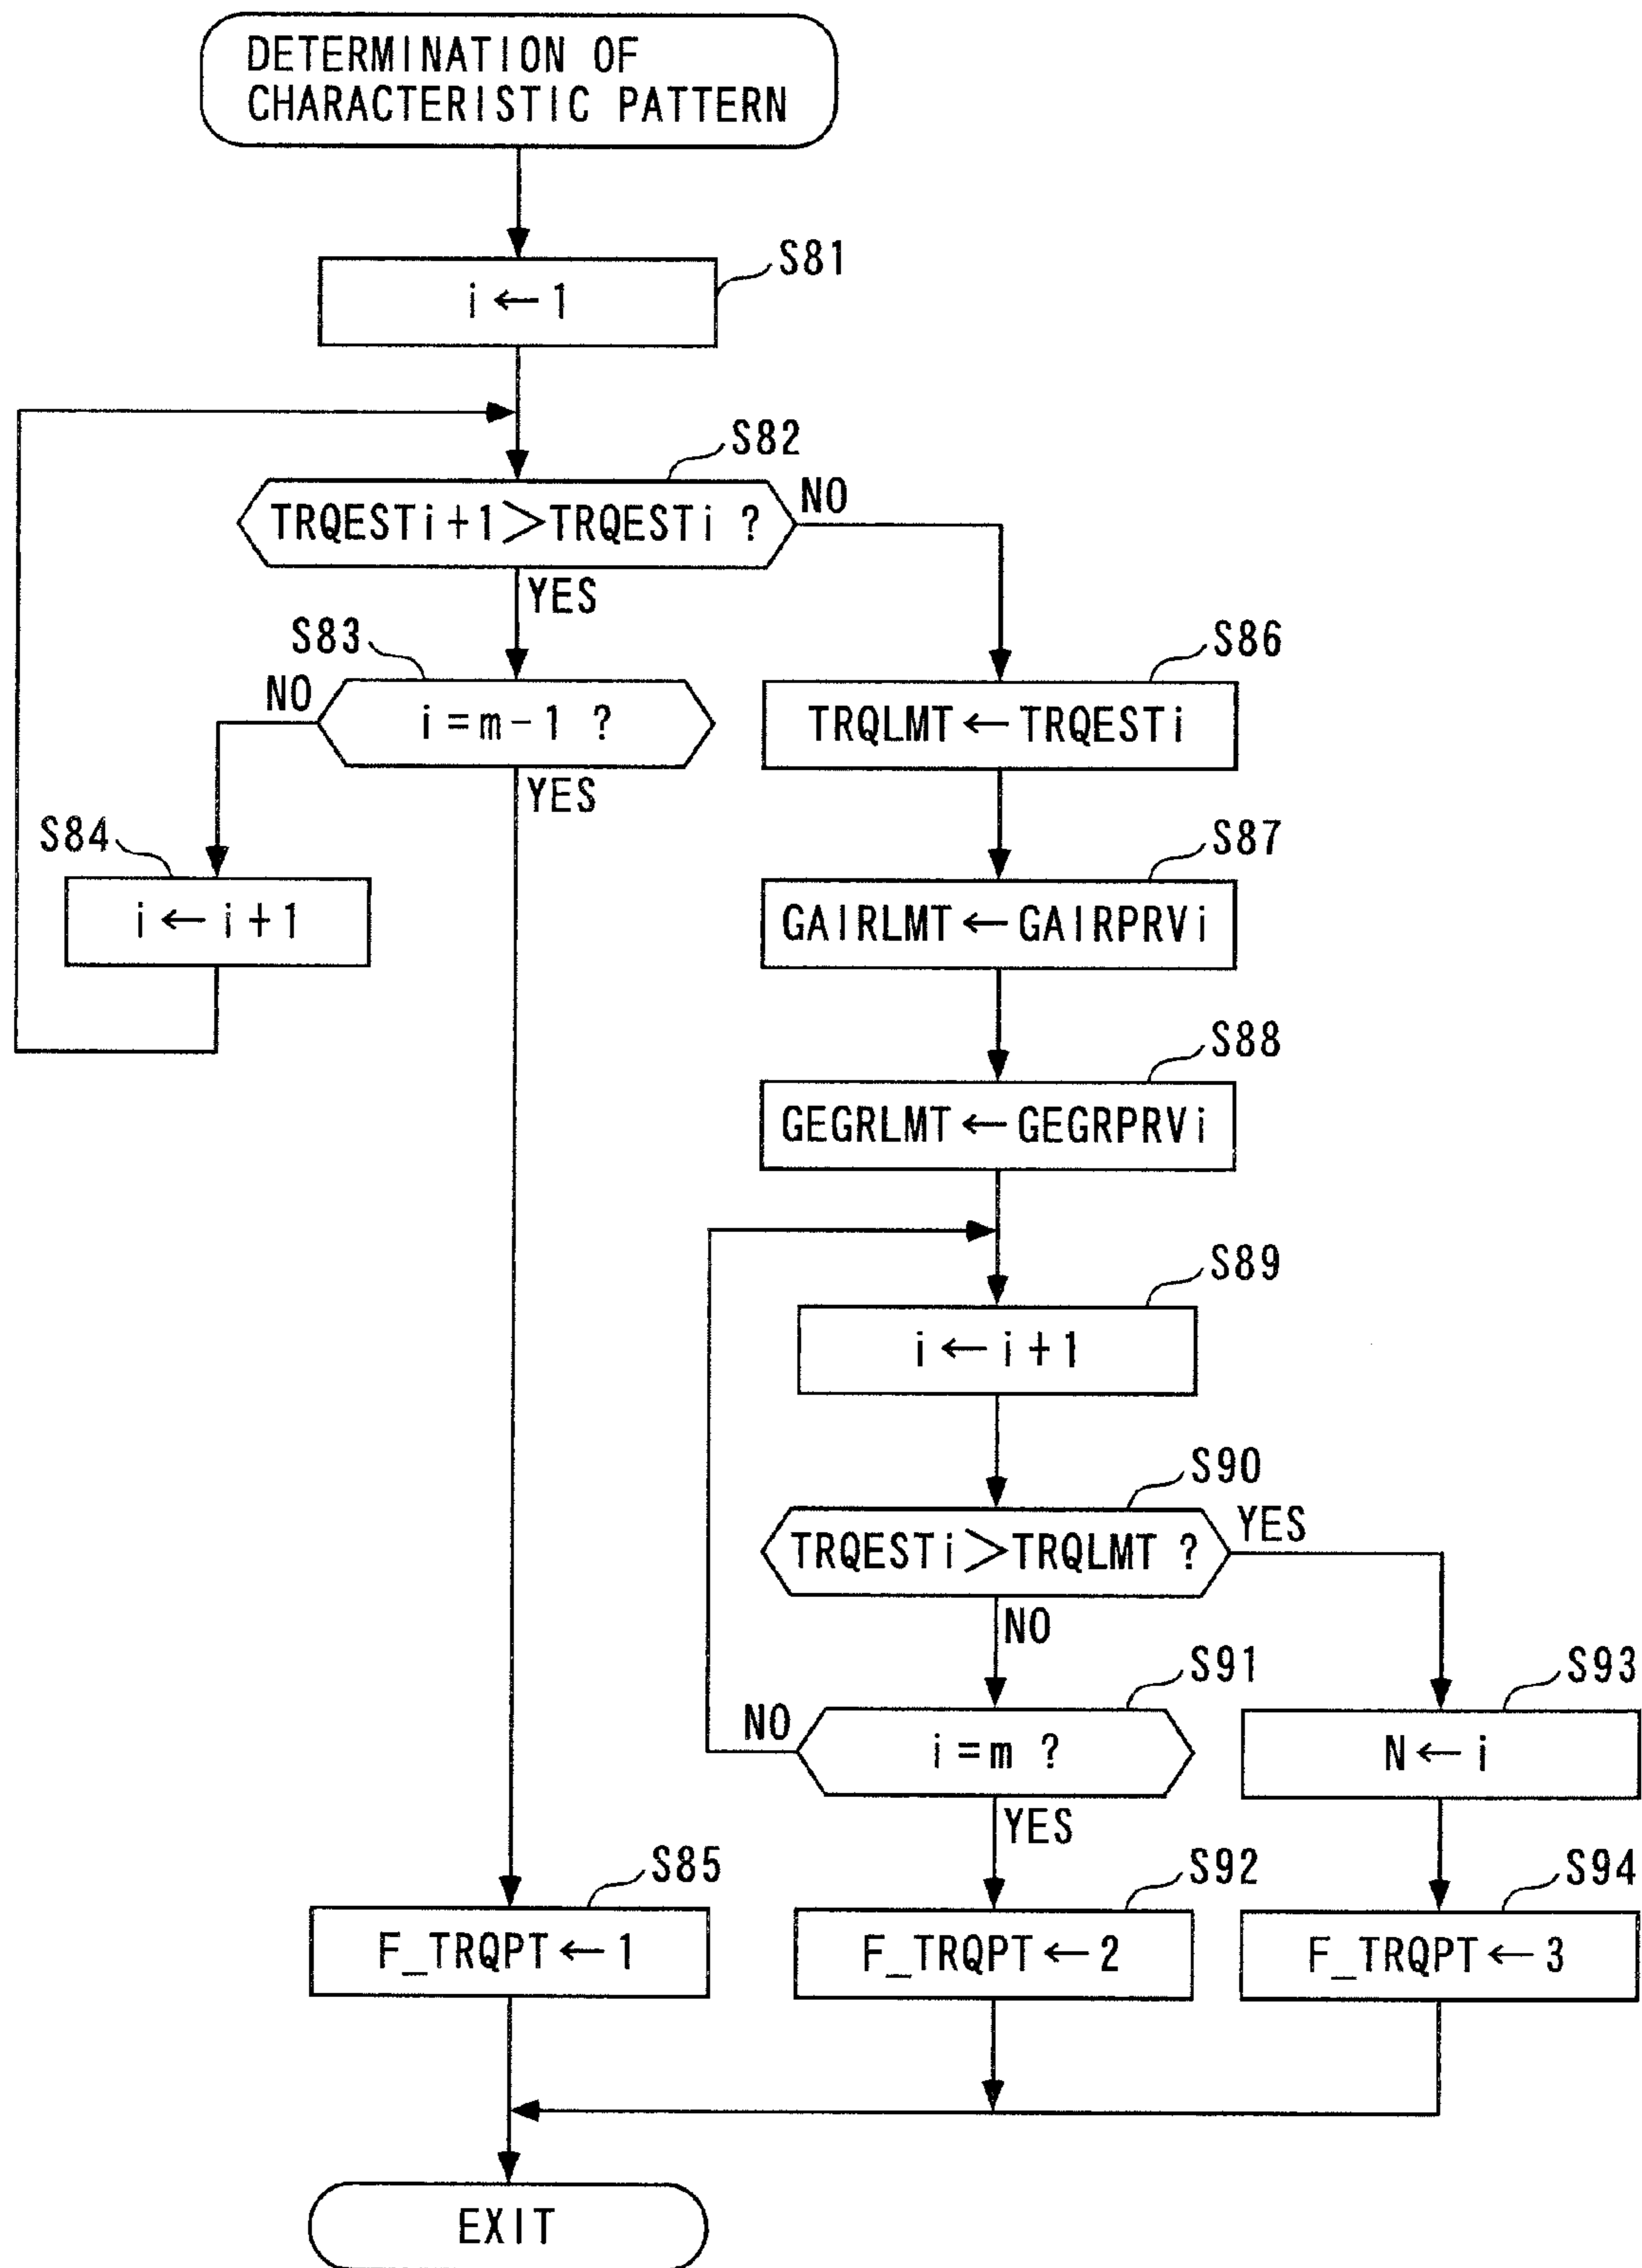 DETERMINATION OF
CHARACTERISTIC PATTERN
S81
i ← 1
S82
TRQESTi+1>TRQESTi ?
NO
YES
S83
NO
i=m-1 ?
YES
S84
i ← i+1
S86
TRQLMT ← TRQESTi
S87
GAIRLMT ← GAIRPRVi
S88
GEGRLMT ← GEGRPRVi
S89
i ← i+1
S90
TRQESTi>TRQLMT ?
YES
NO
S91
NO
i=m ?
YES
S93
N ← i
S85
F_TRQPT ← 1
S92
F_TRQPT ← 2
S94
F_TRQPT ← 3
EXIT